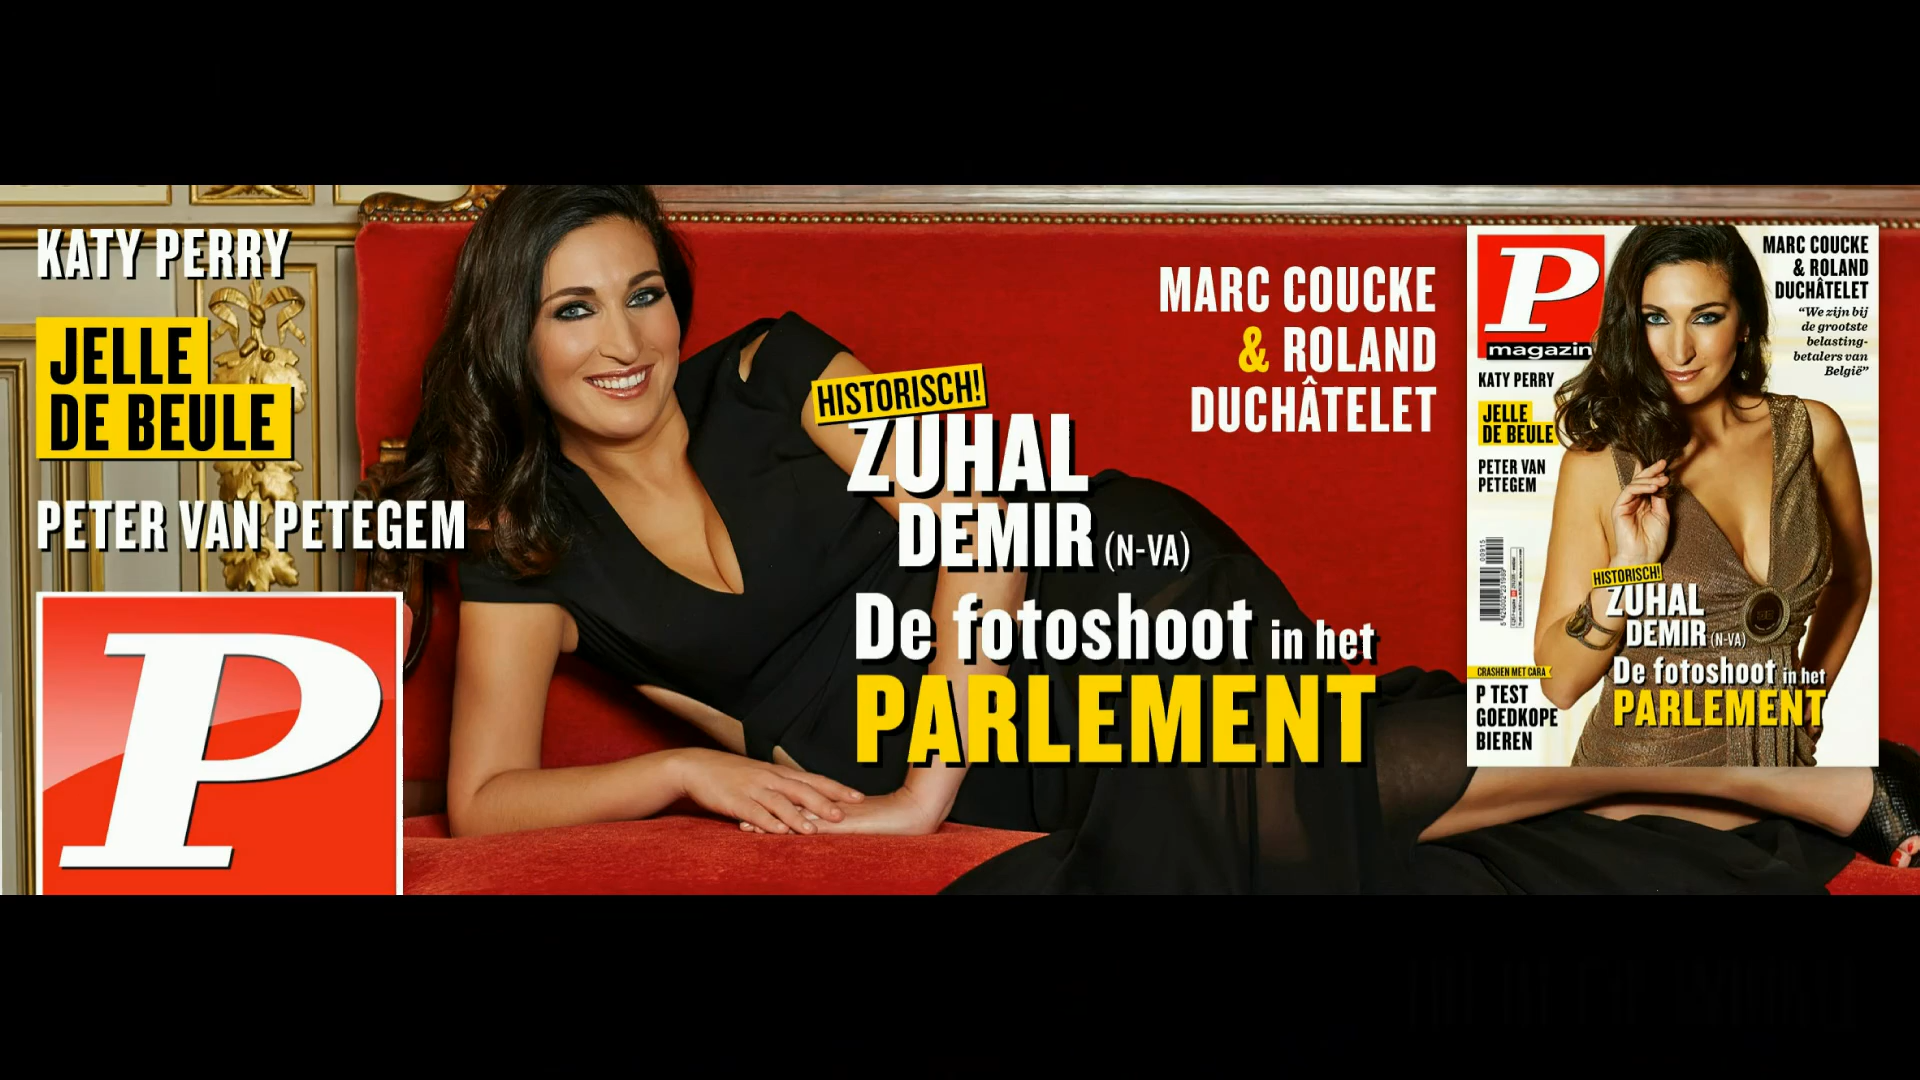 KATY PERRY
JELLE
DE BEULE
PETER VAN PETEGEM
P
HISTORISCH!
ZUHAL
DEMIR (N-VA)
De fotoshoot in het
PARLEMENT
MARC COUCKE
& ROLAND
DUCHÂTELET
P
magazin
KATY PERRY
JELLE
DE BEULE
PETER VAN
PETEGEM
MARC COUCKE
& ROLAND
DUCHÂTELET
“We zijn bij
de grootste
belasting-
betalers van
België”
HISTORISCH!
ZUHAL
DEMIR (N-VA)
De fotoshoot in het
PARLEMENT
CRASHEN MET CARA
P TEST
GOEDKOPE
BIEREN